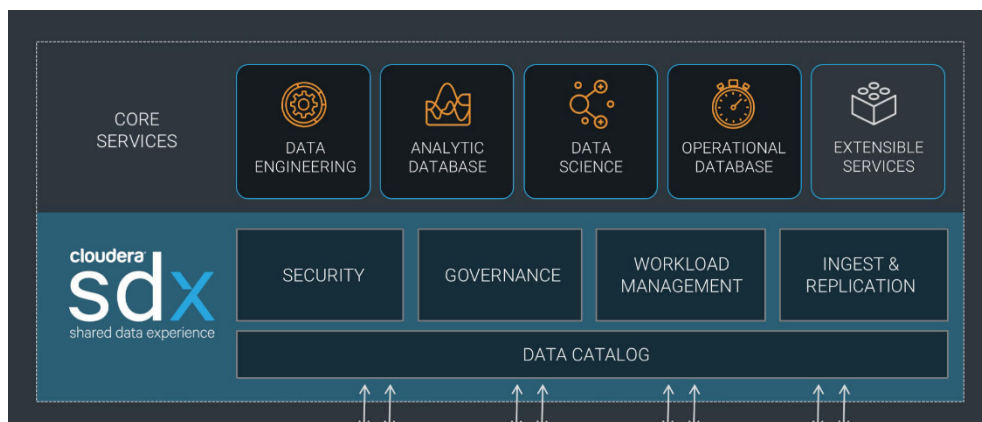 CORE
SERVICES
DATA
ENGINEERING
ANALYTIC
DATABASE
DATA
SCIENCE
OPERATIONAL
DATABASE
EXTENSIBLE
SERVICES
cloudera
sdx
shared data experience
SECURITY
GOVERNANCE
WORKLOAD
MANAGEMENT
INGEST &
REPLICATION
DATA CATALOG